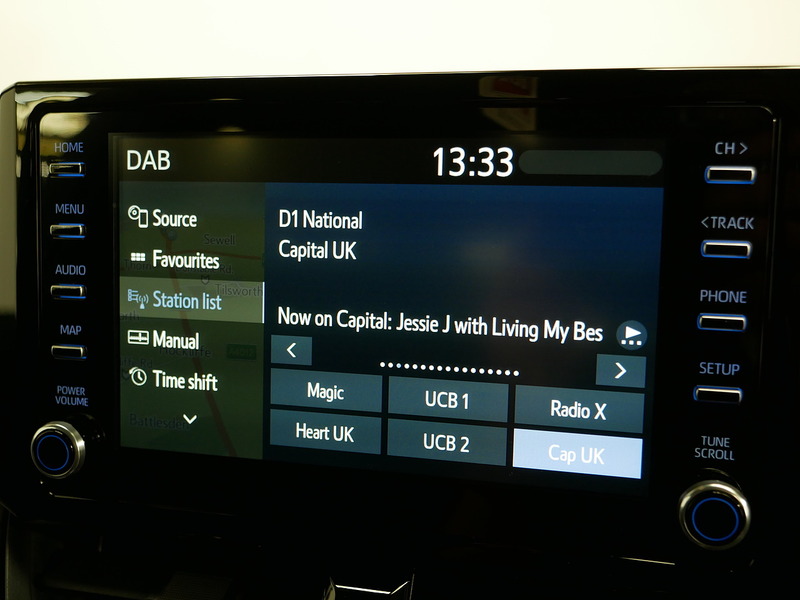 HOME
MENU
AUDIO
MAP
POWER
VOLUME
DAB
13:33
Source
Favourites
Station list
Manual
Time shift
Sewell
Tilsworth
D1 National
Capital UK
Now on Capital: Jessie J with Living My Bes
<
>
Magic
UCB 1
Radio X
Heart UK
UCB 2
Cap UK
CH >
< TRACK
PHONE
SETUP
TUNE
SCROLL